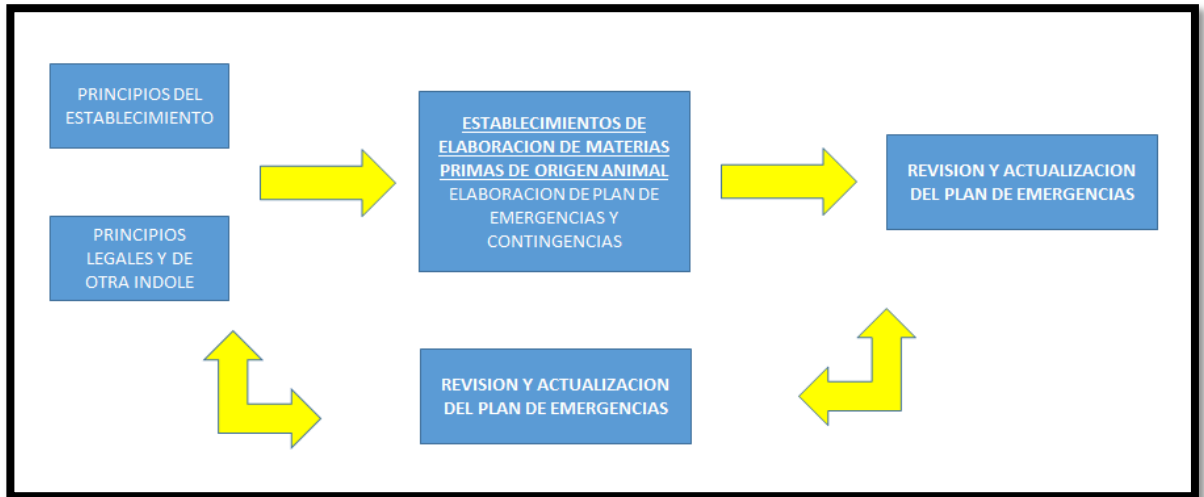 PRINCIPIOS DEL
ESTABLECIMIENTO
PRINCIPIOS
LEGALES Y DE
OTRA INDOLE
ESTABLECIMIENTOS DE
ELABORACION DE MATERIAS
PRIMAS DE ORIGEN ANIMAL
ELABORACION DE PLAN DE
EMERGENCIAS Y
CONTINGENCIAS
REVISION Y ACTUALIZACION
DEL PLAN DE EMERGENCIAS
REVISION Y ACTUALIZACION
DEL PLAN DE EMERGENCIAS